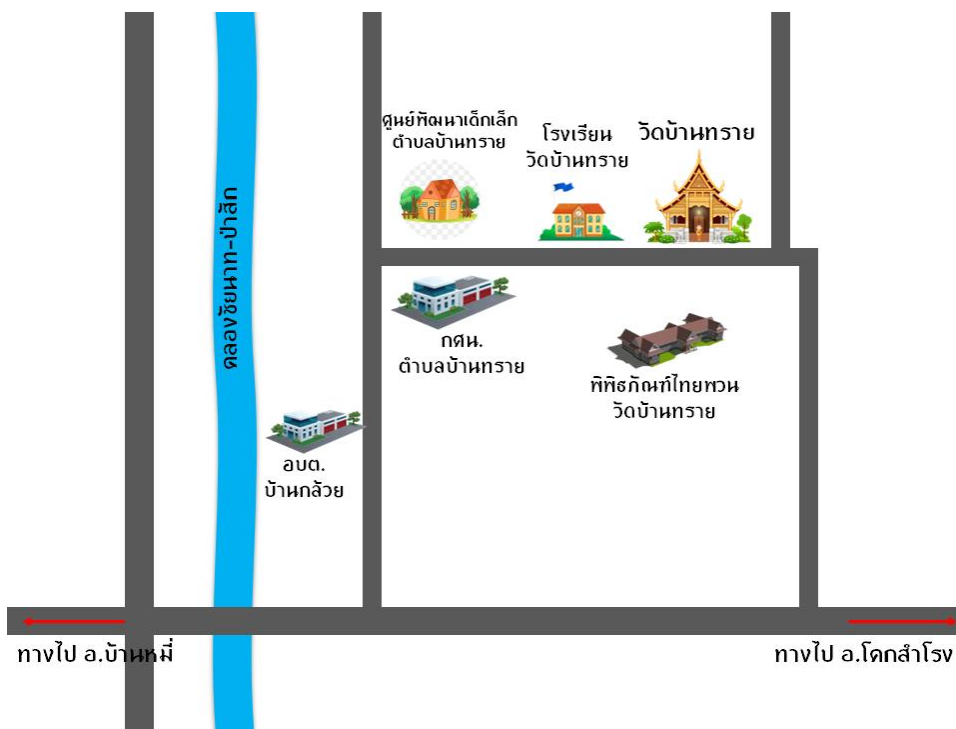 ศูนย์พัฒนาเด็กเล็ก
ตำบลบ้านทราย
โรงเรียน
วัดบ้านทราย
วัดบ้านทราย
คลองชัยนาท-ป่าสัก
กศน.
ตำบลบ้านทราย
พิพิธภัณฑ์ไทยพวน
วัดบ้านทราย
อบต.
บ้านกล้วย
ทางไป อ.บ้านหมี่
ทางไป อ.โคกสำโรง